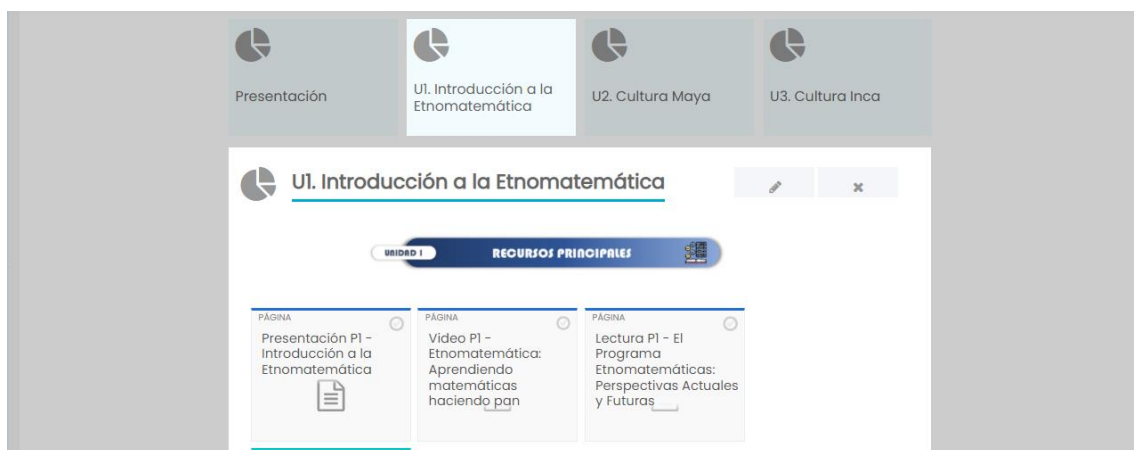 Presentación
U1. Introducción a la
Etnomatemática
U2. Cultura Maya
U3. Cultura Inca
U1. Introducción a la Etnomatemática
UNIDAD I
RECURSOS PRINCIPALES
PÁGINA
Presentación P1 -
Introducción a la
Etnomatemática
PÁGINA
Video P1 -
Etnomatemática:
Aprendiendo
matemáticas
haciendo pan
PÁGINA
Lectura P1 - El
Programa
Etnomatemáticas:
Perspectivas Actuales
y Futuras